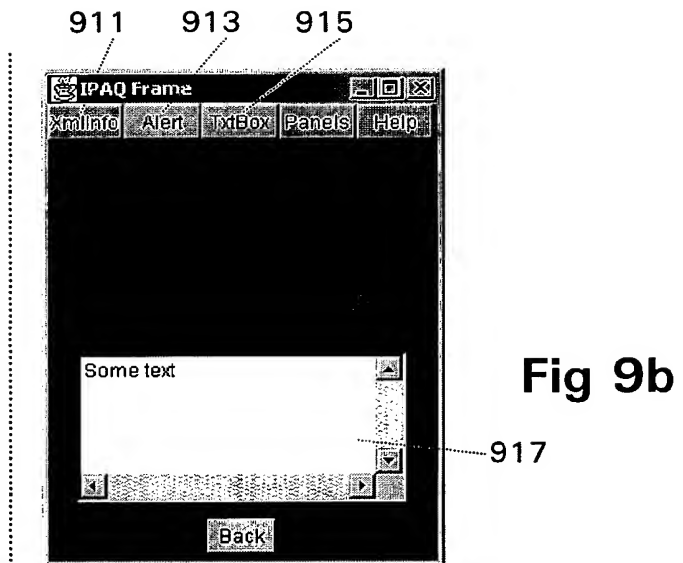 911 913 915
IPAQ Frame
XmlInfo Alert TxtBox Panels Help
Some text
Fig 9b
917
Back